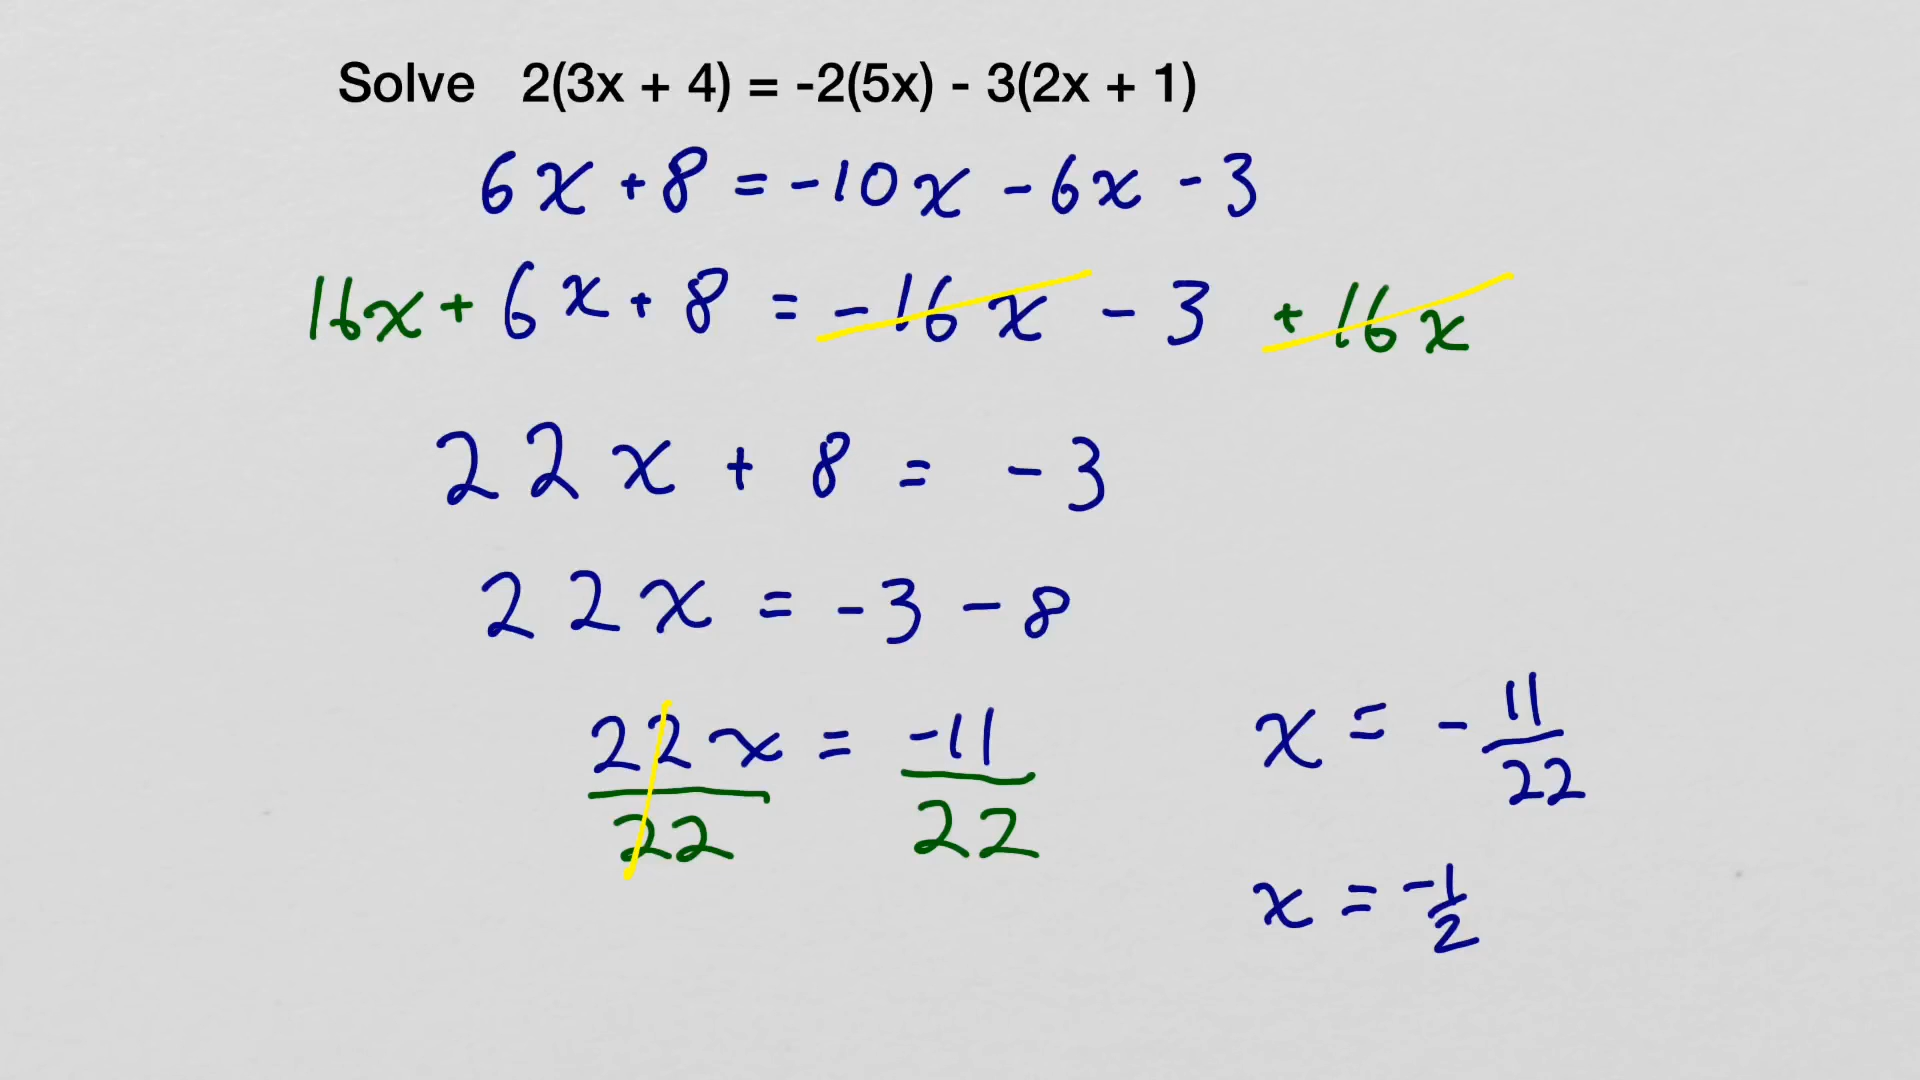 Solve 2(3x + 4) = -2(5x) - 3(2x + 1)
6x + 8 = -10x - 6x - 3
16x + 6x + 8 = -16x - 3 + 16x
22x + 8 = -3
22x = -3 - 8
22x/22 = -11/22
x = -11/22
x = -1/2